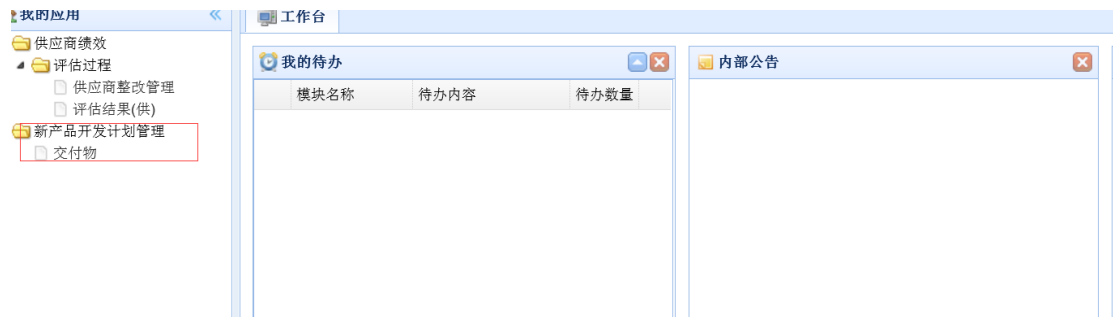 我的应用
供应商绩效
评估过程
供应商整改管理
评估结果(供)
新产品开发计划管理
交付物
工作台
我的待办
模块名称 待办内容 待办数量
内部公告